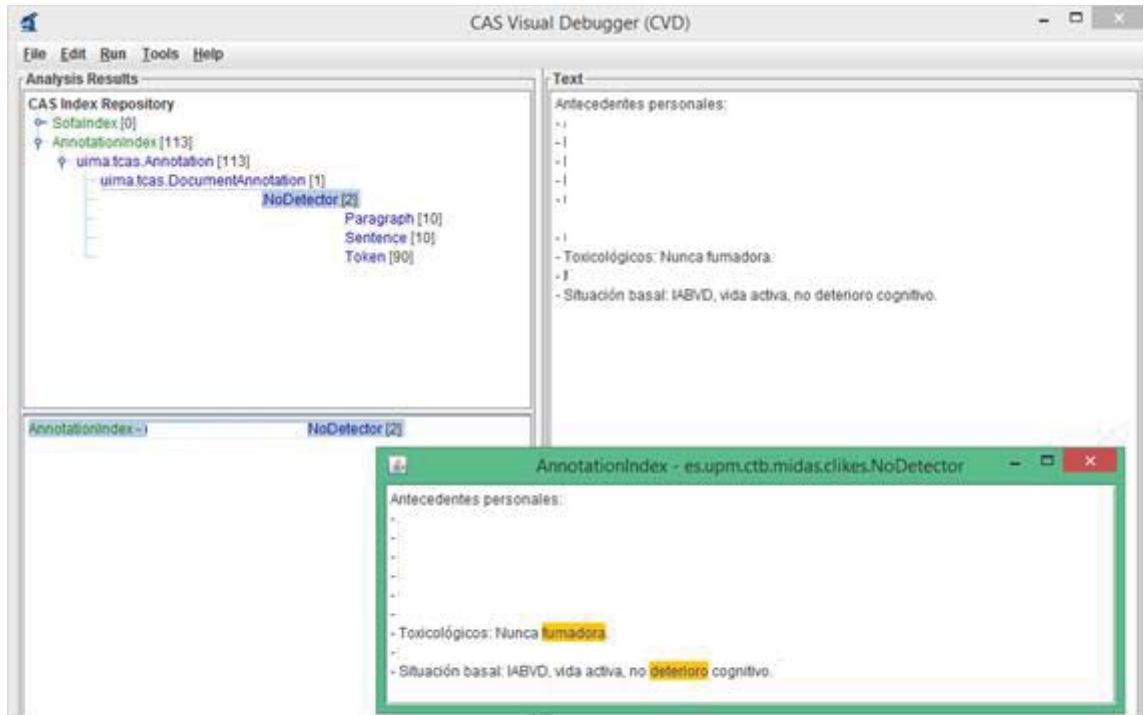 CAS Visual Debugger (CVD)
File Edit Run Tools Help
Analysis Results
CAS Index Repository
SofaIndex [0]
AnnotationIndex [113]
uima.tcas.Annotation [113]
uima.tcas.DocumentAnnotation [1]
NoDetector [2]
Paragraph [10]
Sentence [10]
Token [90]
AnnotationIndex - NoDetector [2]
Text
Antecedentes personales:
-
-
-
-
-
-
- Toxicológicos: Nunca fumadora.
-
- Situación basal: IABVD, vida activa, no deterioro cognitivo.
AnnotationIndex - es.upm.ctb.midas.clikes.NoDetector
Antecedentes personales:
-
-
-
-
-
- Toxicológicos: Nunca fumadora.
-
- Situación basal: IABVD, vida activa, no deterioro cognitivo.